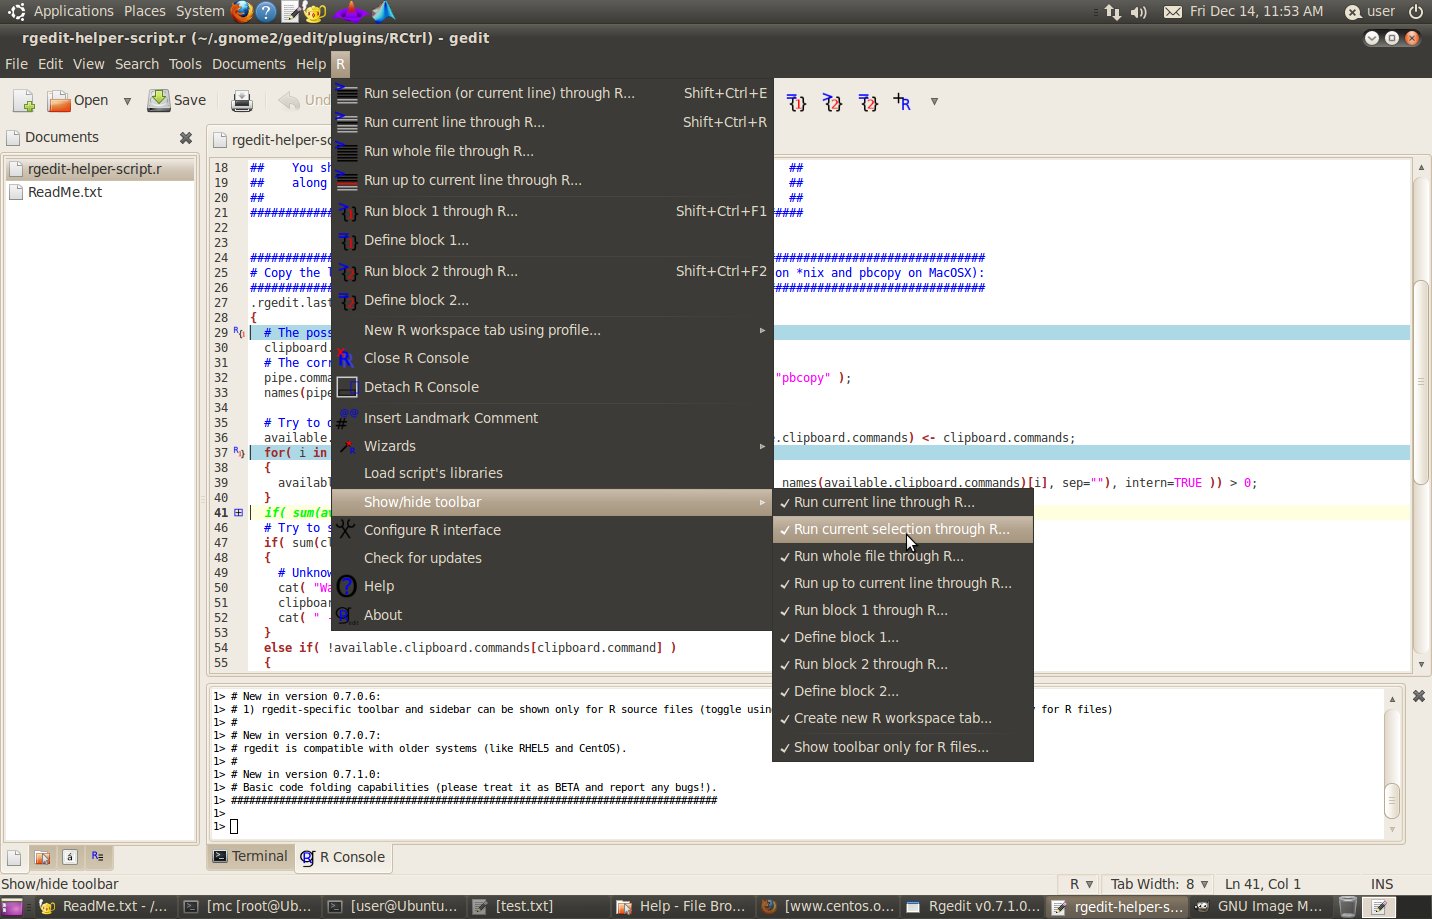 Applications Places System
Fri Dec 14, 11:53 AM user
rgedit-helper-script.r (~/.gnome2/gedit/plugins/RCtrl) - gedit
File Edit View Search Tools Documents Help R
Open Save Und
Documents
rgedit-helper-script.r
ReadMe.txt
rgedit-helper-sc
Run selection (or current line) through R... Shift+Ctrl+E
Run current line through R... Shift+Ctrl+R
Run whole file through R...
Run up to current line through R...
Run block 1 through R... Shift+Ctrl+F1
Define block 1...
Run block 2 through R... Shift+Ctrl+F2
Define block 2...
New R workspace tab using profile...
Close R Console
Detach R Console
Insert Landmark Comment
Wizards
Load script's libraries
Show/hide toolbar
Configure R interface
Check for updates
Help
About
Run current line through R...
Run current selection through R...
Run whole file through R...
Run up to current line through R...
Run block 1 through R...
Define block 1...
Run block 2 through R...
Define block 2...
Create new R workspace tab...
Show toolbar only for R files...
18 ## You sh ##
19 ## along ##
20 ## ##
21
22
23
24
25 # Copy the l on *nix and pbcopy on MacOSX):
26
27 .rgedit.last
28 {
29 # The poss
30 clipboard.
31 # The corr
32 pipe.comma "pbcopy" );
33 names(pipe
34
35 # Try to d
36 available. .clipboard.commands) <- clipboard.commands;
37 for( i in
38 {
39 availabl names(available.clipboard.commands)[i], sep=""), intern=TRUE )) > 0;
40 }
41 if( sum(av
46 # Try to s
47 if( sum(cl
48 {
49 # Unknow
50 cat( "Wa
51 clipboar
52 cat( " -
53 }
54 else if( !available.clipboard.commands[clipboard.command] )
55 {
1> # New in version 0.7.0.6:
1> # 1) rgedit-specific toolbar and sidebar can be shown only for R source files (toggle usin y for R files)
1> #
1> # New in version 0.7.0.7:
1> # rgedit is compatible with older systems (like RHEL5 and CentOS).
1> #
1> # New in version 0.7.1.0:
1> # Basic code folding capabilities (please treat it as BETA and report any bugs!).
1> ################################################################################
1>
1>
Terminal R Console
Show/hide toolbar R Tab Width: 8 Ln 41, Col 1 INS
ReadMe.txt - /... [mc [root@Ub... [user@Ubuntu... [test.txt] Help - File Bro... [www.centos.o... Rgedit v0.7.1.0... rgedit-helper-s... GNU Image M...